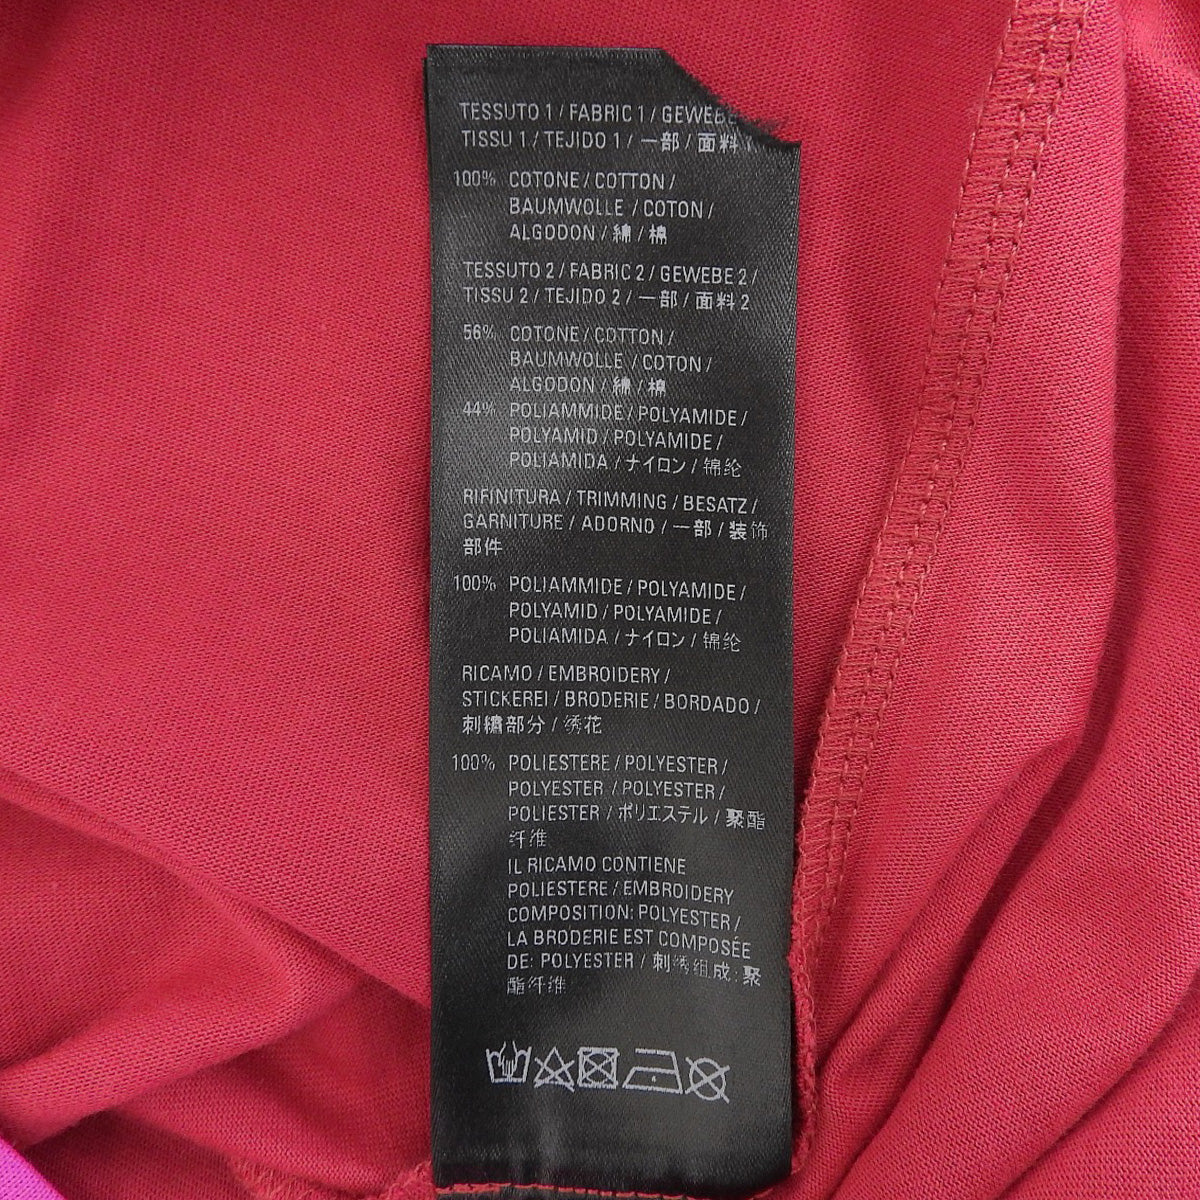 TESSUTO 1 / FABRIC 1 / GEWEBE
TISSU 1 / TEJIDO 1 / 一部 / 面料 1
100% COTONE / COTTON /
BAUMWOLLE / COTON /
ALGODON / 綿 / 棉
TESSUTO 2 / FABRIC 2 / GEWEBE 2 /
TISSU 2 / TEJIDO 2 / 一部 / 面料 2
56% COTONE / COTTON /
BAUMWOLLE / COTON /
ALGODON / 綿 / 棉
44% POLIAMMIDE / POLYAMIDE /
POLYAMID / POLYAMIDE /
POLIAMIDA / ナイロン / 锦纶
RIFINITURA / TRIMMING / BESATZ /
GARNITURE / ADORNO / 一部 / 装饰
部件
100% POLIAMMIDE / POLYAMIDE /
POLYAMID / POLYAMIDE /
POLIAMIDA / ナイロン / 锦纶
RICAMO / EMBROIDERY /
STICKEREI / BRODERIE / BORDADO /
刺繍部分 / 绣花
100% POLIESTERE / POLYESTER /
POLYESTER / POLYESTER /
POLIESTER / ポリエステル / 聚酯
纤维
IL RICAMO CONTIENE
POLIESTERE / EMBROIDERY
COMPOSITION: POLYESTER /
LA BRODERIE EST COMPOSÉE
DE: POLYESTER / 刺绣组成: 聚
酯纤维